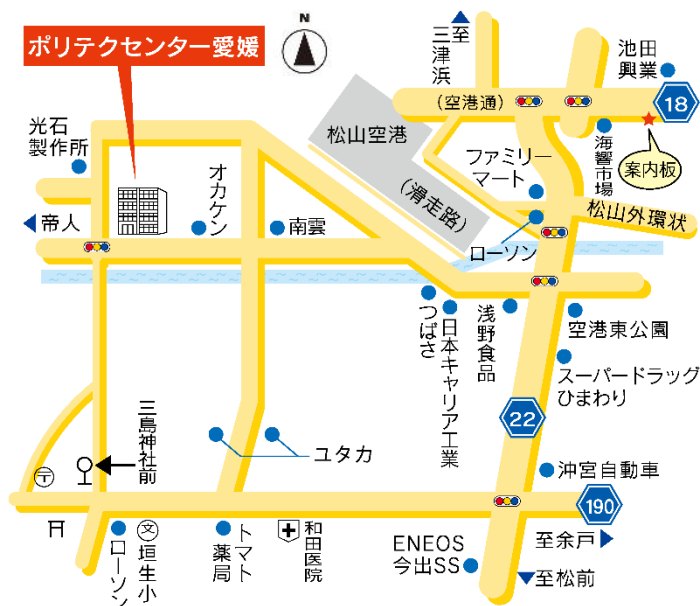 ポリテクセンター愛媛
N
至
三津浜
池田
興業
(空港通)
18
松山空港
(滑走路)
光石
製作所
オカケン
ファミリー
マート
海響市場
案内板
帝人
南雲
松山外環状
ローソン
つばさ
日本キャリア工業
浅野食品
空港東公園
スーパードラッグ
ひまわり
22
三島神社前
ユタカ
沖宮自動車
〒
190
文
垣生小
ローソン
トマト
薬局
和田医院
ENEOS
今出SS
至余戸
至松前